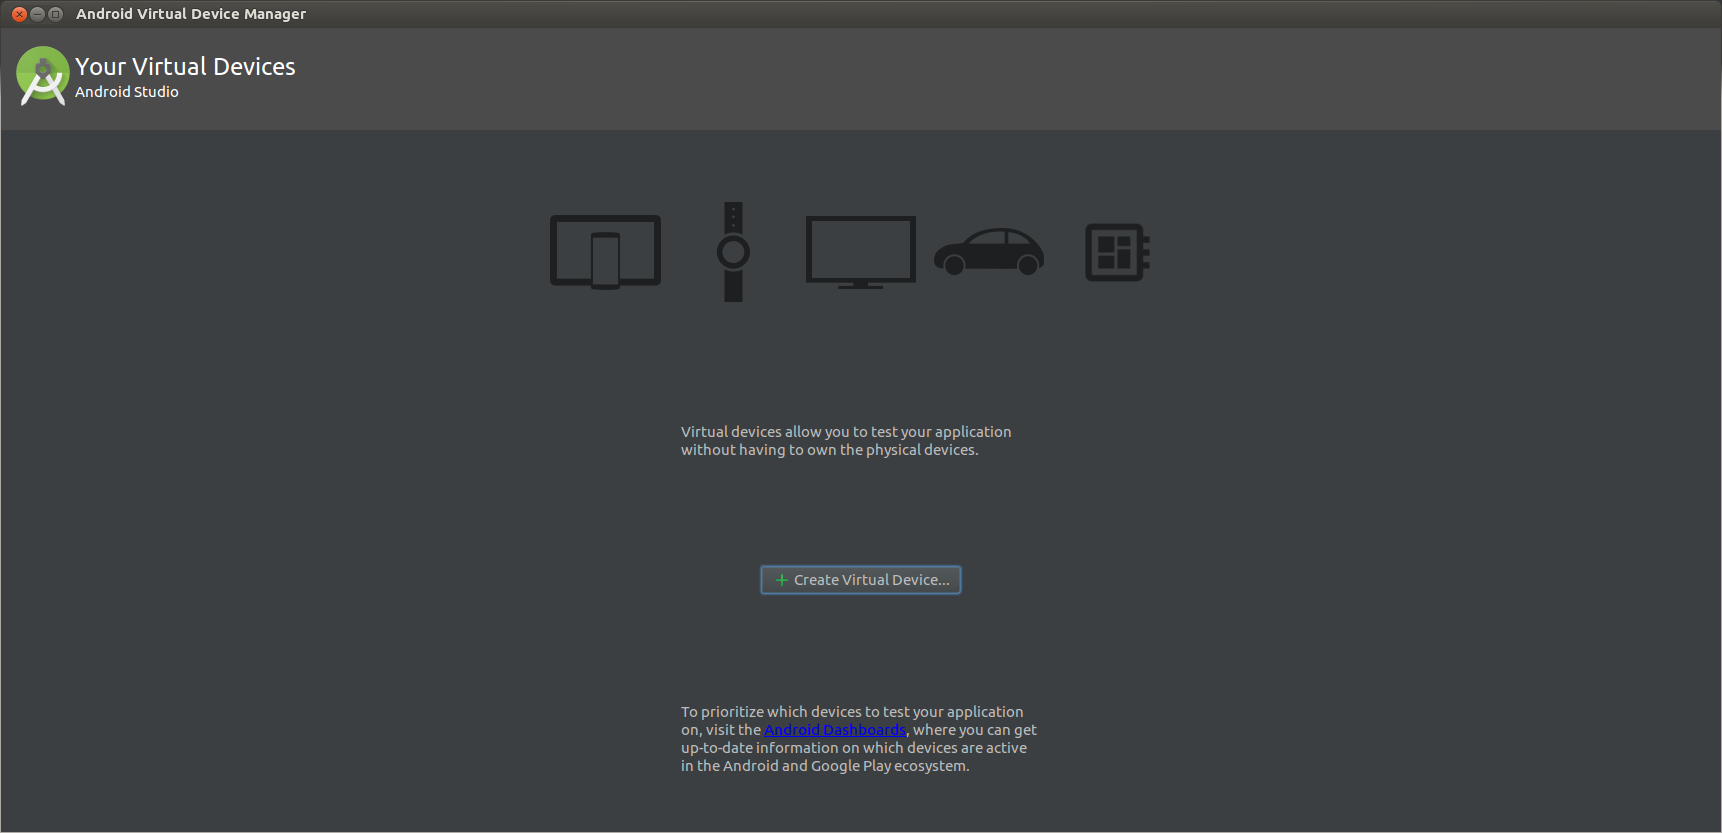 Android Virtual Device Manager
Your Virtual Devices
Android Studio
Virtual devices allow you to test your application
without having to own the physical devices.
Create Virtual Device...
To prioritize which devices to test your application
on, visit the Android Dashboards, where you can get
up-to-date information on which devices are active
in the Android and Google Play ecosystem.